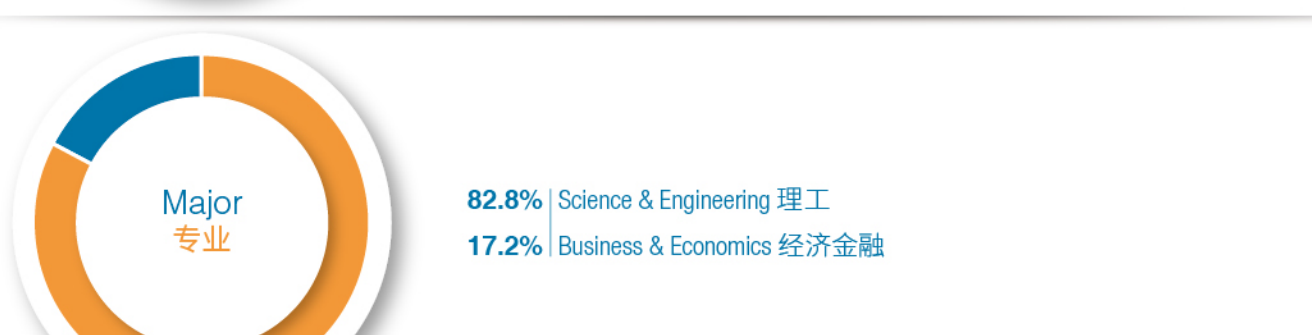 Major
专业
82.8% Science & Engineering 理工
17.2% Business & Economics 经济金融